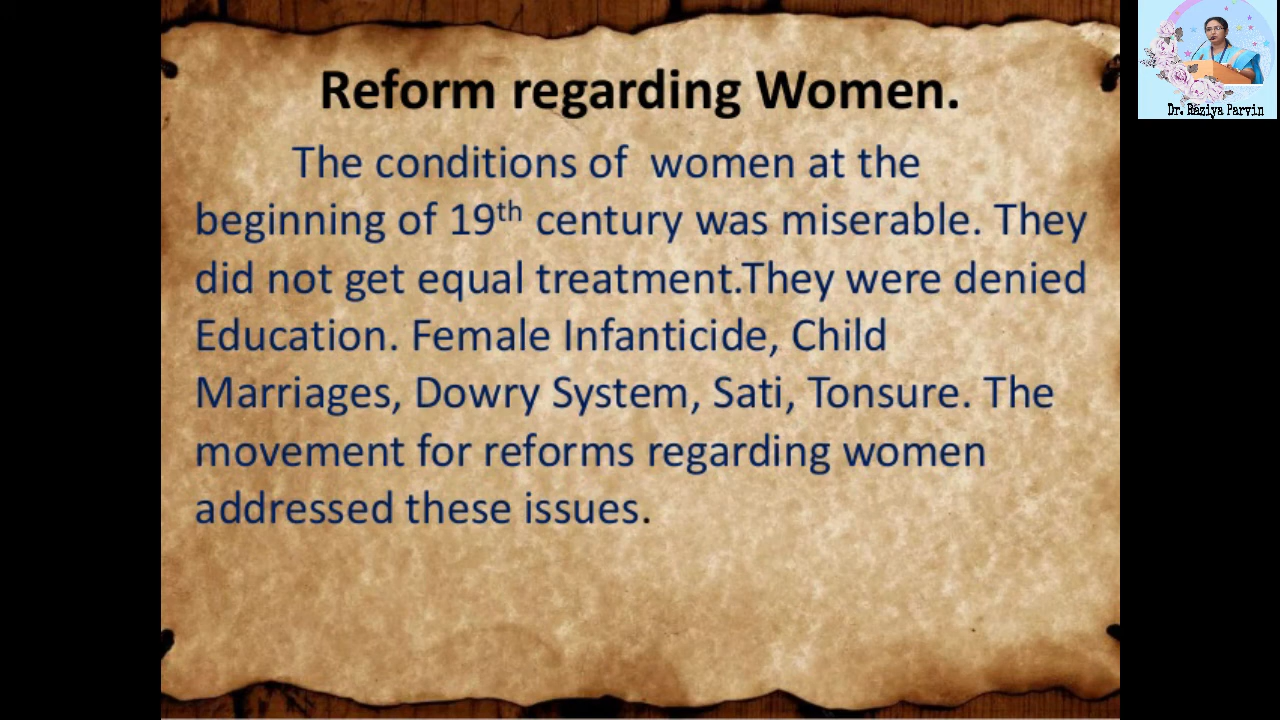 Reform regarding Women.
The conditions of women at the
beginning of 19th century was miserable. They
did not get equal treatment.They were denied
Education. Female Infanticide, Child
Marriages, Dowry System, Sati, Tonsure. The
movement for reforms regarding women
addressed these issues.
Dr. Raziya Parvin